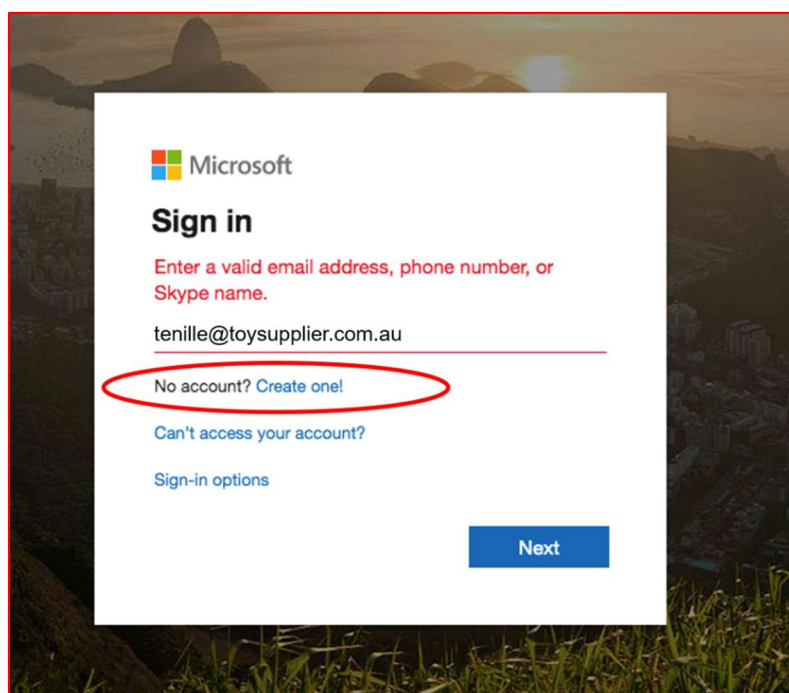 Microsoft
Sign in
Enter a valid email address, phone number, or
Skype name.
tenille@toysupplier.com.au
No account? Create one!
Can't access your account?
Sign-in options
Next